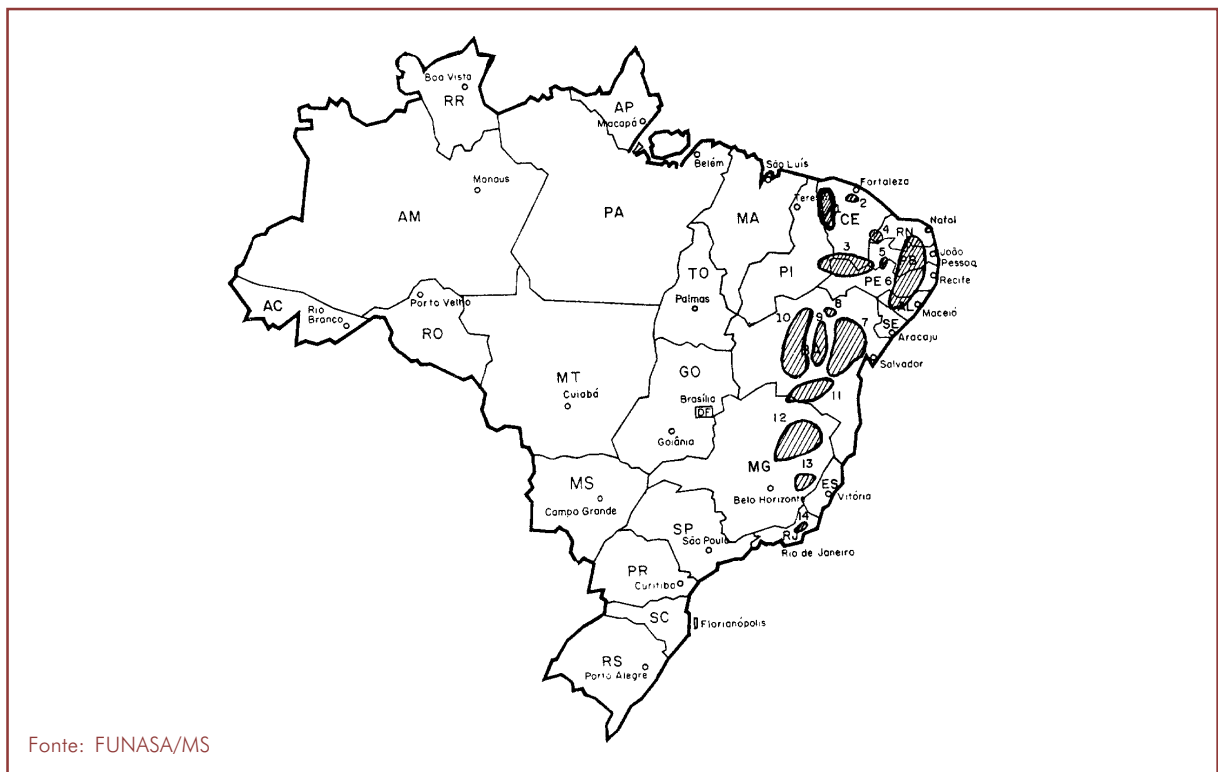 Boa Vista
RR
AP
Macapá
Belém
São Luís
Fortaleza
Manaus
AM
PA
MA
CE
1
2
Natal
4
RN
3
João
Pessoa
5
PI
TO
PE
6
Recife
AC
Rio
Branco
Porto Velho
Palmas
AL
Maceió
RO
10
9
8
7
SE
Aracaju
BA
Salvador
MT
Cuiabá
GO
Brasília
DF
Goiânia
11
12
13
MG
Belo Horizonte
ES
Vitória
MS
Campo Grande
SP
São Paulo
14
RJ
Rio de Janeiro
PR
Curitiba
SC
Florianópolis
RS
Porto Alegre
Fonte: FUNASA/MS